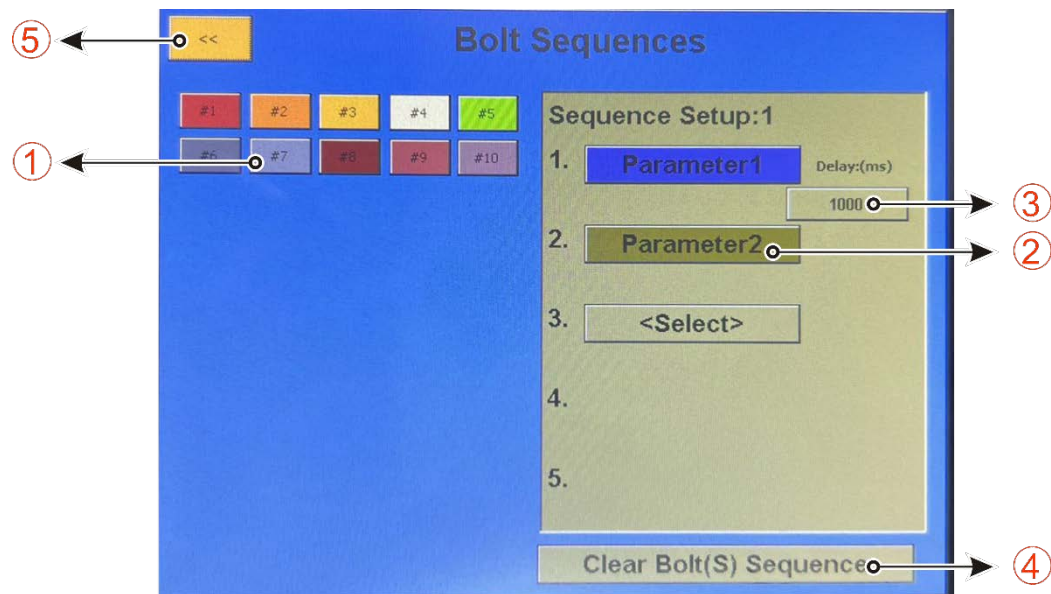 ⑤
<<
Bolt Sequences
#1 #2 #3 #4 #5
① #6 #7 #8 #9 #10
Sequence Setup:1
1. Parameter1 Delay:(ms)
1000 ③
2. Parameter2 ②
3. <Select>
4.
5.
Clear Bolt(S) Sequence ④